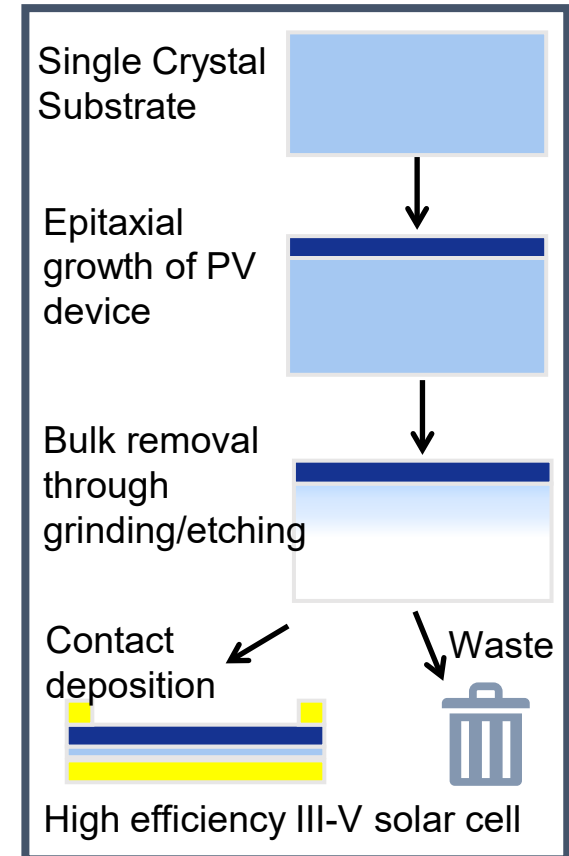 Single Crystal
Substrate
Epitaxial
growth of PV
device
Bulk removal
through
grinding/etching
Contact
deposition
Waste
High efficiency III-V solar cell